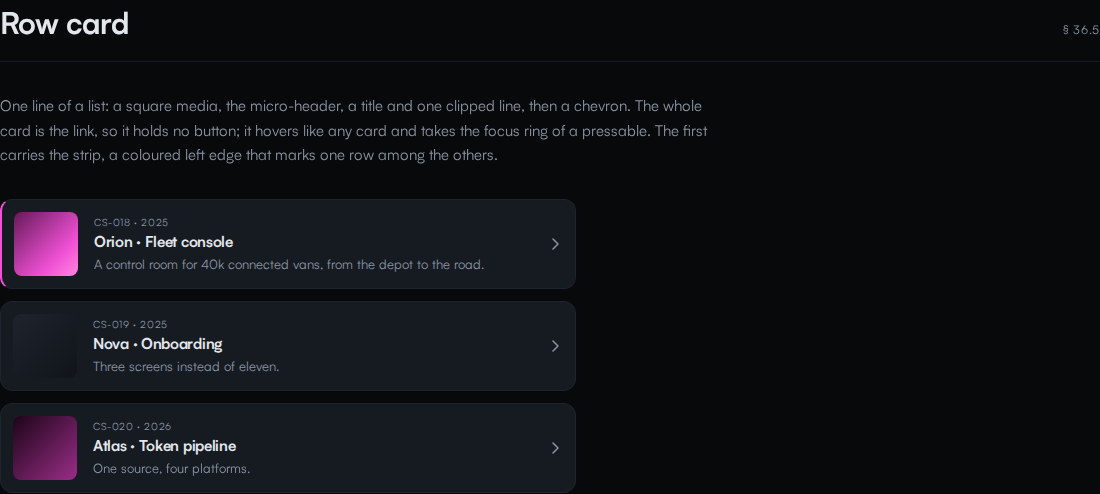 Row card
§ 36.5
One line of a list: a square media, the micro-header, a title and one clipped line, then a chevron. The whole
card is the link, so it holds no button; it hovers like any card and takes the focus ring of a pressable. The first
carries the strip, a coloured left edge that marks one row among the others.
CS-018 · 2025
Orion · Fleet console
A control room for 40k connected vans, from the depot to the road.
CS-019 · 2025
Nova · Onboarding
Three screens instead of eleven.
CS-020 · 2026
Atlas · Token pipeline
One source, four platforms.